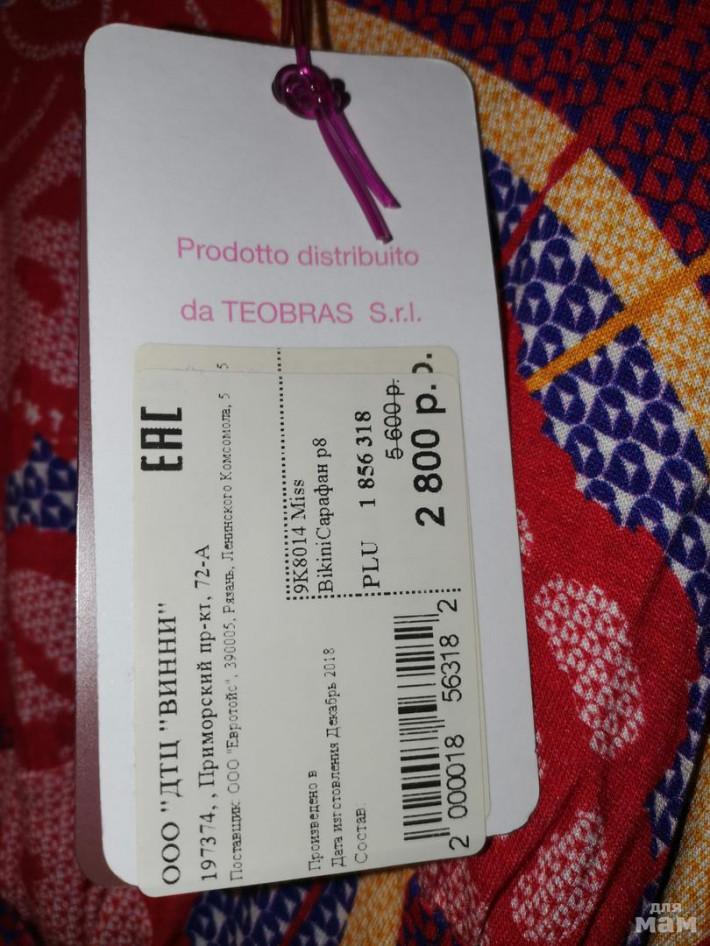 Prodotto distribuito
da TEOBRAS S.r.l.
EAC
ООО "ДТЦ "ВИННИ"
197374,, Приморский пр-кт, 72-А
Поставщик: ООО "Евротойс", 390005, Рязань, Ленинского Комсомола, 5
5
9К8014 Miss
BikiniСарафан р8
PLU 1 856 318
5 600 р.
2 800 р.
р.
Произведено в
Дата изготовления Декабрь 2018
Состав.
2 000018 56318 2
для
мам